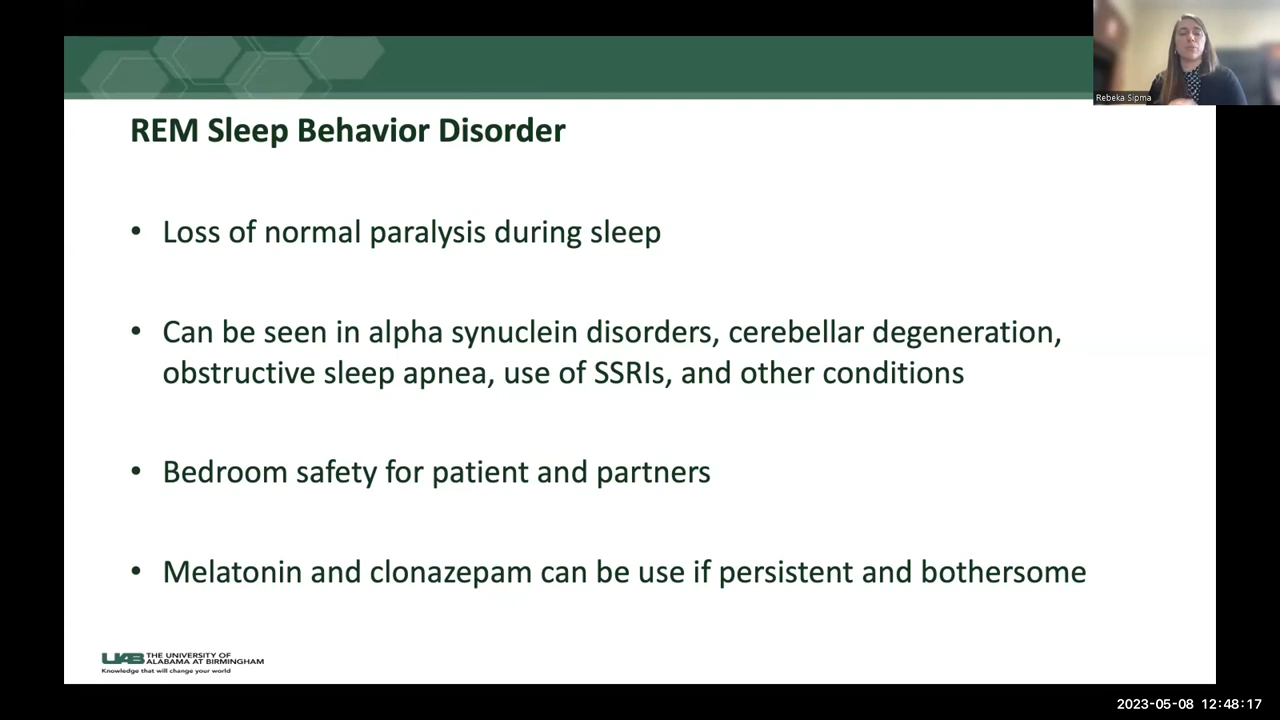 Rebeka Sipma
REM Sleep Behavior Disorder
• Loss of normal paralysis during sleep
• Can be seen in alpha synuclein disorders, cerebellar degeneration,
obstructive sleep apnea, use of SSRIs, and other conditions
• Bedroom safety for patient and partners
• Melatonin and clonazepam can be use if persistent and bothersome
UAB THE UNIVERSITY OF
ALABAMA AT BIRMINGHAM
Knowledge that will change your world
2023-05-08 12:48:17